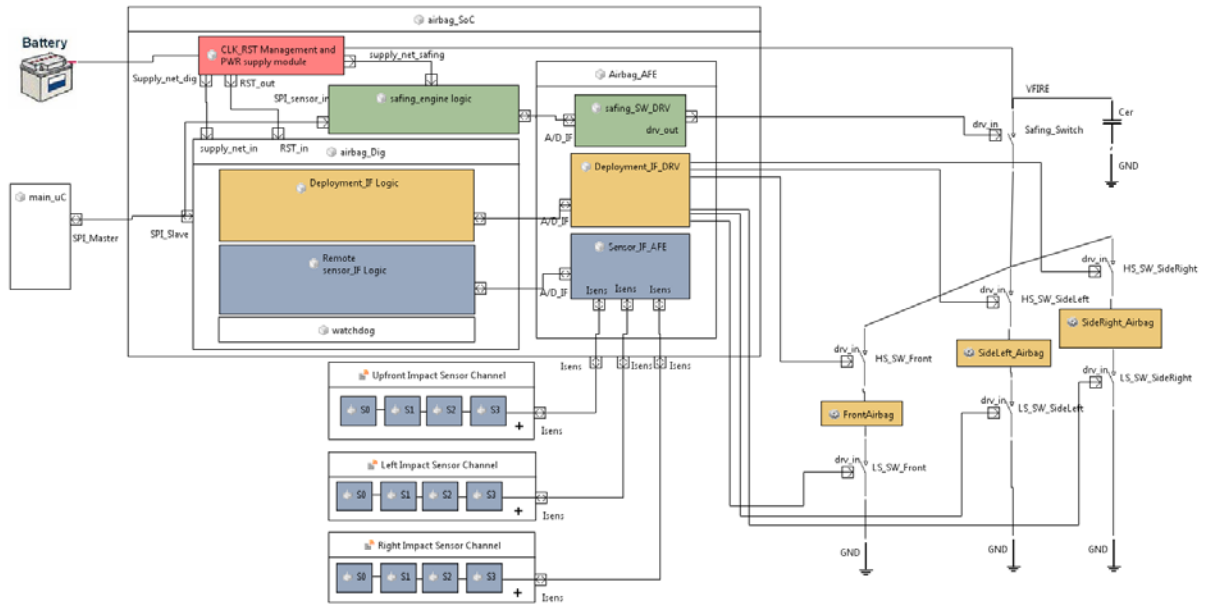 airbag_SoC
Battery
CLK_RST Management and
PWR supply module
supply_net_safing
Supply_net_dig
RST_out
SPI_sensor_in
safing_engine logic
Airbag_AFE
safing_SW_DRV
drv_out
A/D_IF
VFIRE
drv_in
Safing_Switch
Cer
GND
supply_net_in
RST_in
airbag_Dig
Deployment_IF Logic
Deployment_IF_DRV
A/D_IF
main_uC
SPI_Master
SPI_Slave
Remote
sensor_IF Logic
Sensor_IF_AFE
Isens
Isens
Isens
A/D_IF
watchdog
drv_in
HS_SW_SideRight
drv_in
HS_SW_SideLeft
SideRight_Airbag
drv_in
HS_SW_Front
SideLeft_Airbag
Isens
Isens
Isens
Upfront Impact Sensor Channel
S0
S1
S2
S3
+
Isens
drv_in
LS_SW_SideRight
drv_in
LS_SW_SideLeft
FrontAirbag
drv_in
LS_SW_Front
Left Impact Sensor Channel
S0
S1
S2
S3
+
Isens
Right Impact Sensor Channel
S0
S1
S2
S3
+
Isens
GND
GND
GND